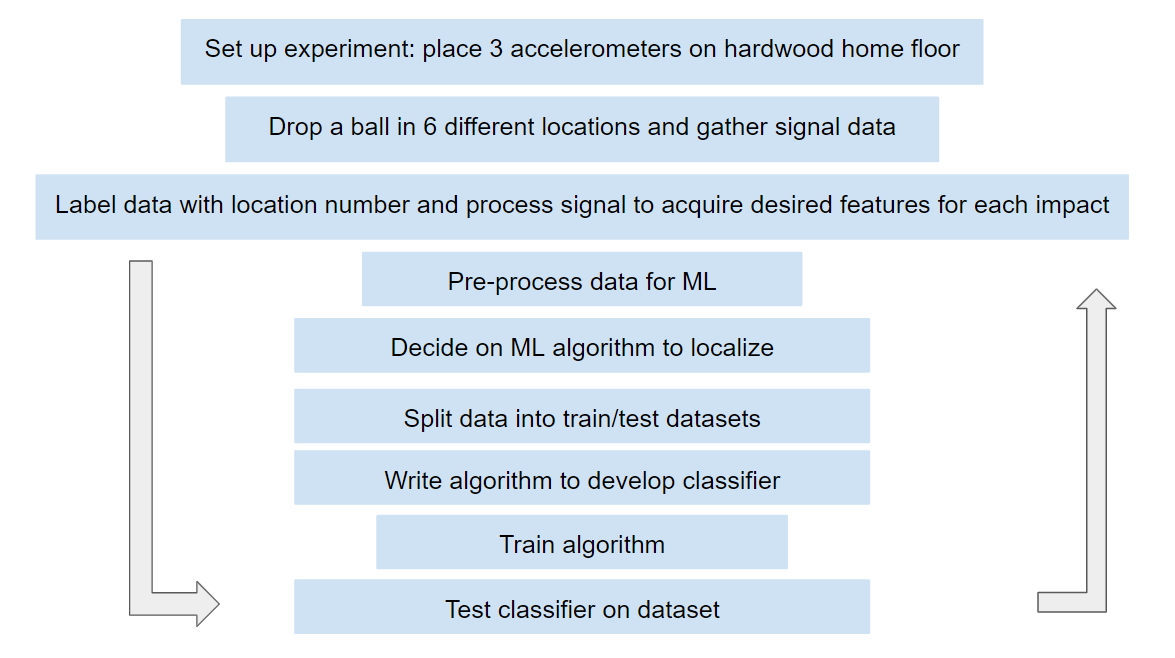 Set up experiment: place 3 accelerometers on hardwood home floor
Drop a ball in 6 different locations and gather signal data
Label data with location number and process signal to acquire desired features for each impact
Pre-process data for ML
Decide on ML algorithm to localize
Split data into train/test datasets
Write algorithm to develop classifier
Train algorithm
Test classifier on dataset